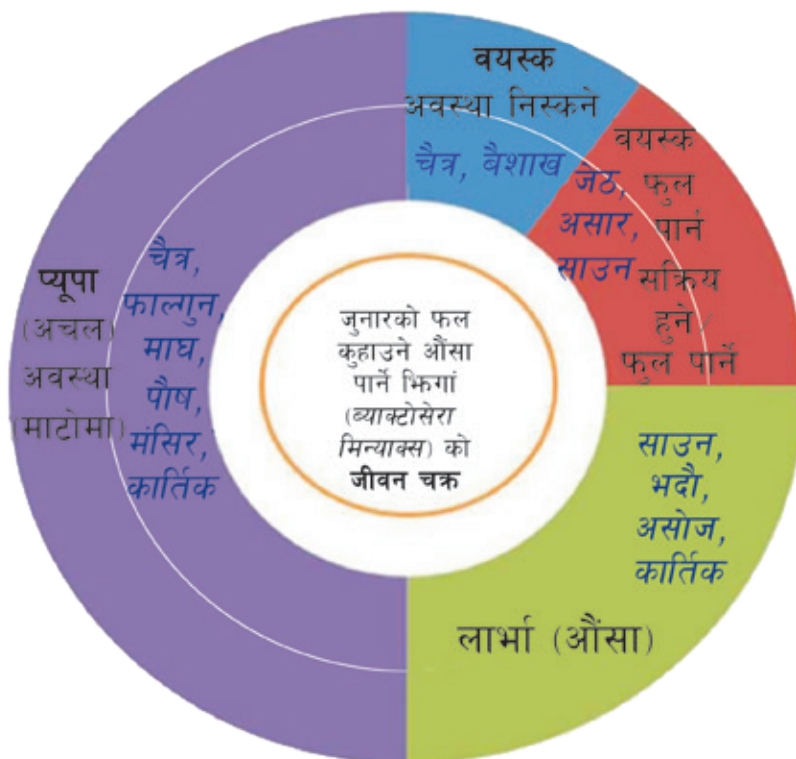 वयस्क
अवस्था निस्कने
चैत्र, बैशाख
वयस्क
फुल
पार्न
सक्रिय
हुने/
फुल पार्ने
जेठ,
असार,
साउन
साउन,
भदौ,
असोज,
कार्तिक
लार्भा (औंसा)
प्यूपा
(अचल)
अवस्था
(माटोमा)
चैत्र,
फाल्गुन,
माघ,
पौष,
मंसिर,
कार्तिक
जुनारको फल
कुहाउने औंसा
पार्ने झिगां
(ब्याक्टोसेरा
मिन्याक्स) को
जीवन चक्र